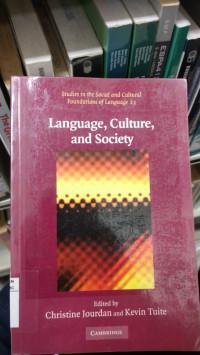 Studies in the Social and Cultural
Foundations of Language 23
Language, Culture,
and Society
Edited by
Christine Jourdan and Kevin Tuite
CAMBRIDGE